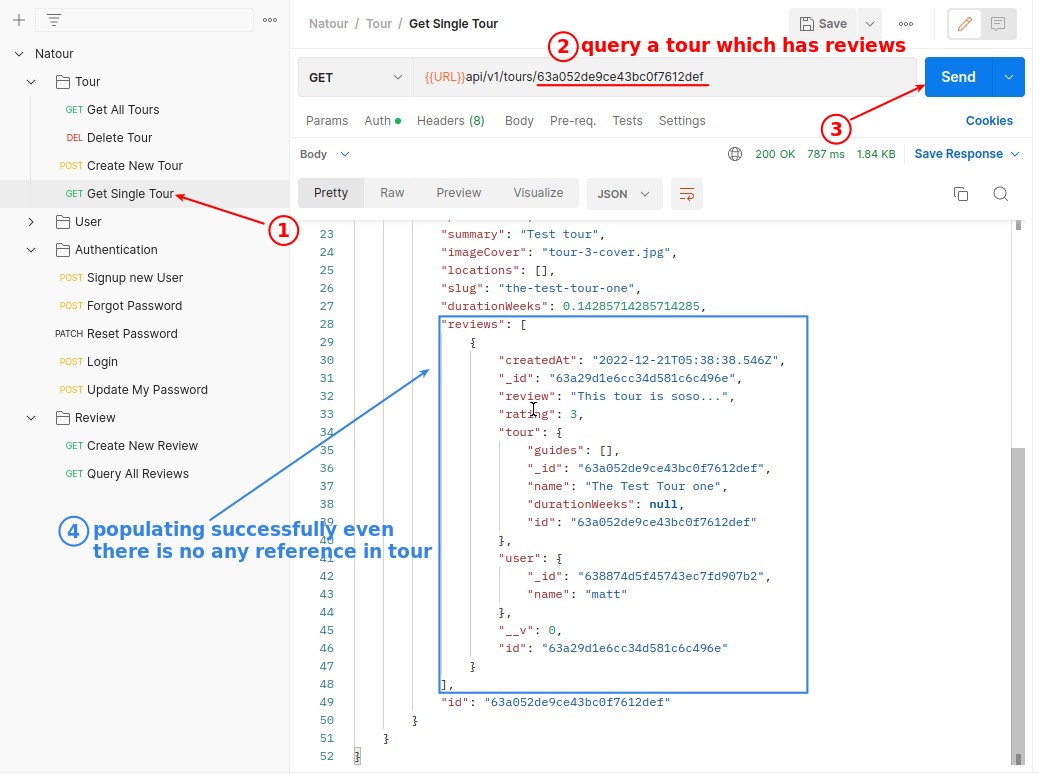 Natour
Tour
GET Get All Tours
DEL Delete Tour
POST Create New Tour
GET Get Single Tour
1
User
Authentication
POST Signup new User
GET Forgot Password
PATCH Reset Password
POST Login
POST Update My Password
Review
GET Create New Review
GET Query All Reviews
Natour / Tour / Get Single Tour
Save
2 query a tour which has reviews
GET {{URL}}api/v1/tours/63a052de9ce43bc0f7612def
Send
3
Params Auth Headers (8) Body Pre-req. Tests Settings Cookies
Body 200 OK 787 ms 1.84 KB Save Response
Pretty Raw Preview Visualize JSON
23 "summary": "Test tour",
24 "imageCover": "tour-3-cover.jpg",
25 "locations": [],
26 "slug": "the-test-tour-one",
27 "durationWeeks": 0.14285714285714285,
28 "reviews": [
29 {
30 "createdAt": "2022-12-21T05:38:38.546Z",
31 "_id": "63a29d1e6cc34d581c6c496e",
32 "review": "This tour is soso...",
33 "rating": 3,
34 "tour": {
35 "guides": [],
36 "_id": "63a052de9ce43bc0f7612def",
37 "name": "The Test Tour one",
38 "durationWeeks": null,
39 "id": "63a052de9ce43bc0f7612def"
40 },
41 "user": {
42 "_id": "638874d5f45743ec7fd907b2",
43 "name": "matt"
44 },
45 "__v": 0,
46 "id": "63a29d1e6cc34d581c6c496e"
47 }
48 ],
49 "id": "63a052de9ce43bc0f7612def"
50 }
51 }
52 }
4 populating successfully even
there is no any reference in tour